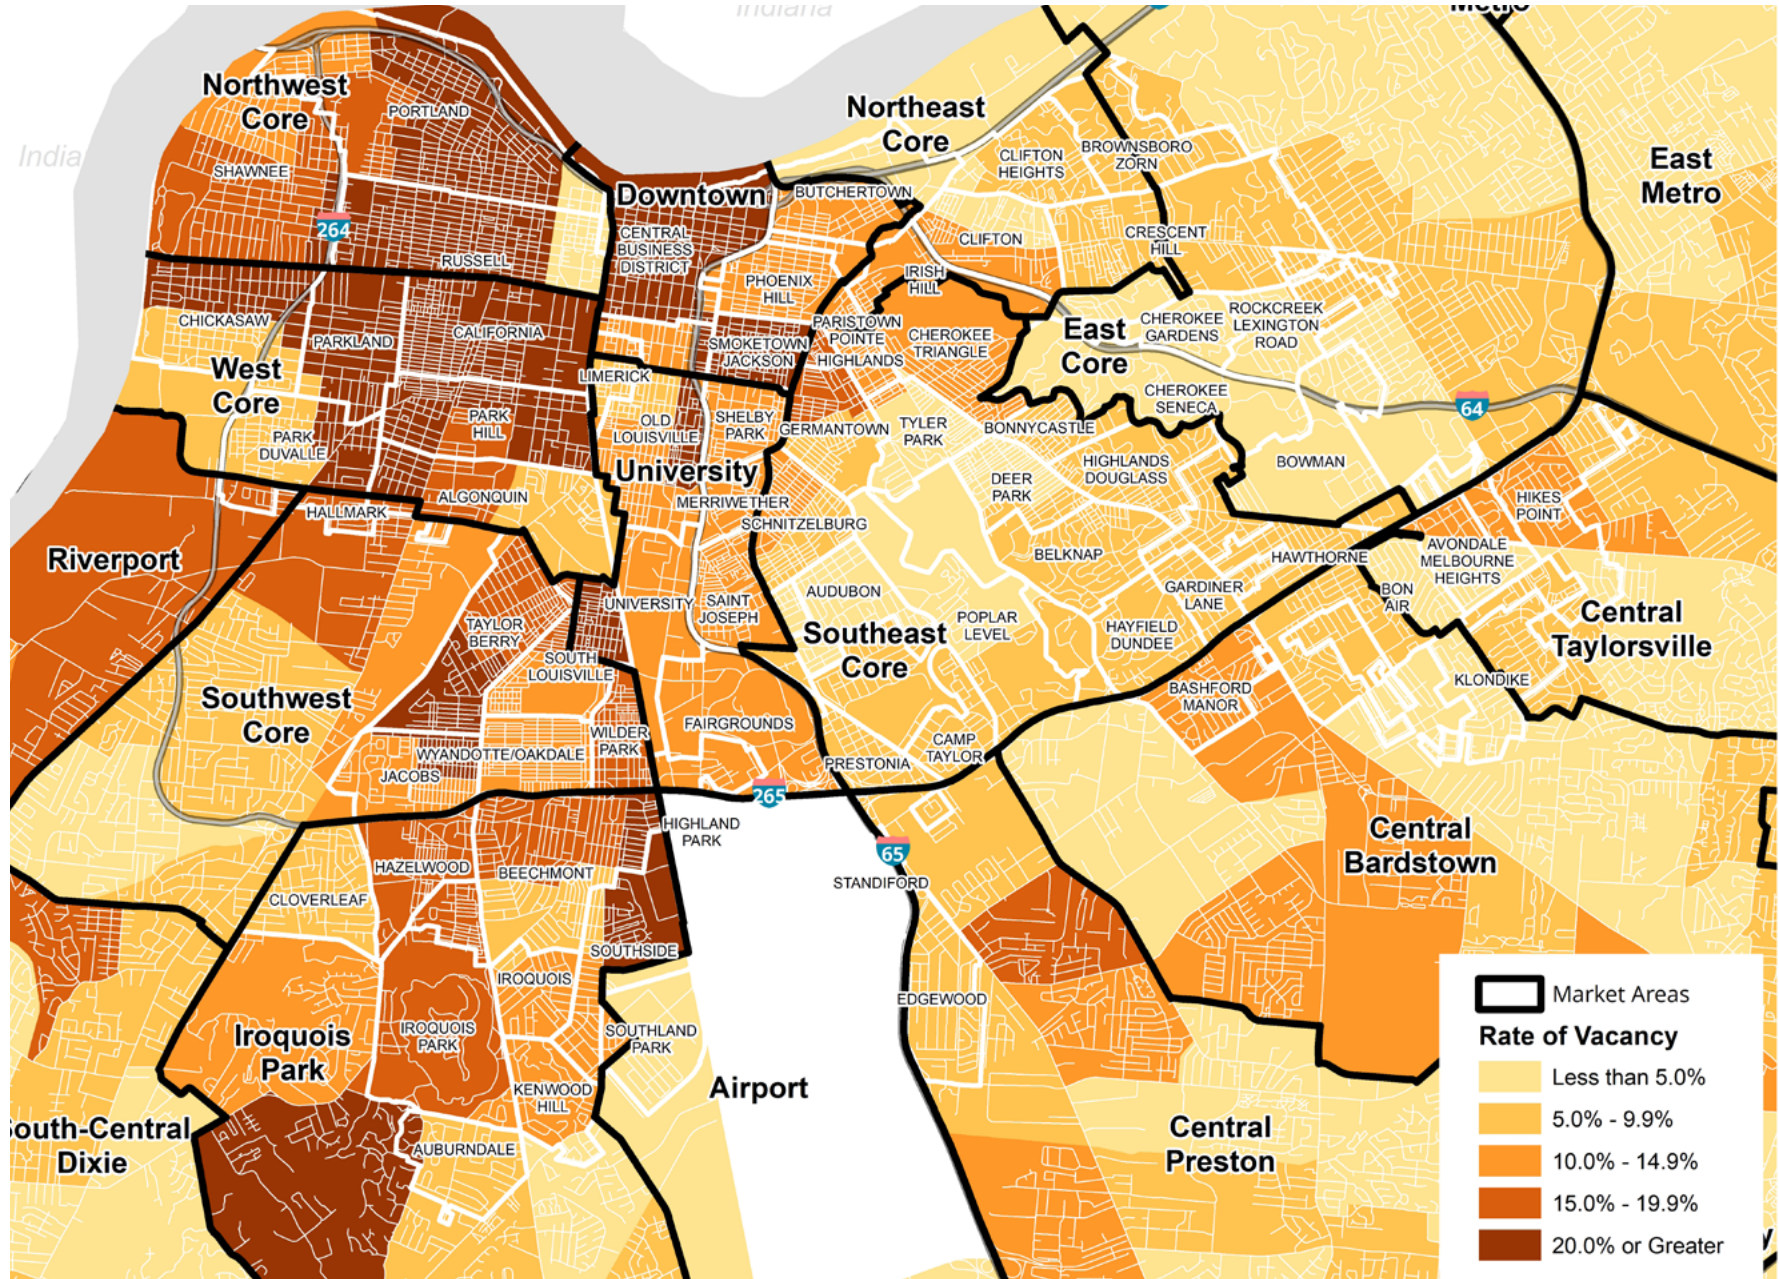 Indiana
Metro
Northwest
Core
PORTLAND
Northeast
Core
India
SHAWNEE
CLIFTON
HEIGHTS
BROWNSBORO
ZORN
East
Metro
Downtown
BUTCHERTOWN
264
CENTRAL
BUSINESS
DISTRICT
CLIFTON
CRESCENT
HILL
RUSSELL
PHOENIX
HILL
IRISH
HILL
CHICKASAW
PARKLAND
CALIFORNIA
SMOKETOWN
JACKSON
PARISTOWN
POINTE
HIGHLANDS
CHEROKEE
TRIANGLE
East
Core
CHEROKEE
GARDENS
ROCKCREEK
LEXINGTON
ROAD
West
Core
LIMERICK
CHEROKEE
SENECA
64
PARK
DUVALLE
PARK
HILL
OLD
LOUISVILLE
SHELBY
PARK
GERMANTOWN
TYLER
PARK
BONNYCASTLE
University
HIGHLANDS
DOUGLASS
BOWMAN
DEER
PARK
ALGONQUIN
HALLMARK
MERRIWETHER
SCHNITZELBURG
HIKES
POINT
Riverport
BELKNAP
HAWTHORNE
AVONDALE
MELBOURNE
HEIGHTS
UNIVERSITY
SAINT
JOSEPH
AUDUBON
GARDINER
LANE
BON
AIR
TAYLOR
BERRY
Southeast
Core
POPLAR
LEVEL
HAYFIELD
DUNDEE
Central
Taylorsville
SOUTH
LOUISVILLE
KLONDIKE
Southwest
Core
BASHFORD
MANOR
FAIRGROUNDS
WILDER
PARK
WYANDOTTE/OAKDALE
JACOBS
PRESTONIA
CAMP
TAYLOR
265
HIGHLAND
PARK
65
Central
Bardstown
HAZELWOOD
BEECHMONT
STANDIFORD
CLOVERLEAF
SOUTHSIDE
IROQUOIS
EDGEWOOD
Iroquois
Park
IROQUOIS
PARK
SOUTHLAND
PARK
KENWOOD
HILL
Airport
South-Central
Dixie
AUBURNDALE
Central
Preston
Market Areas
Rate of Vacancy
Less than 5.0%
5.0% - 9.9%
10.0% - 14.9%
15.0% - 19.9%
20.0% or Greater